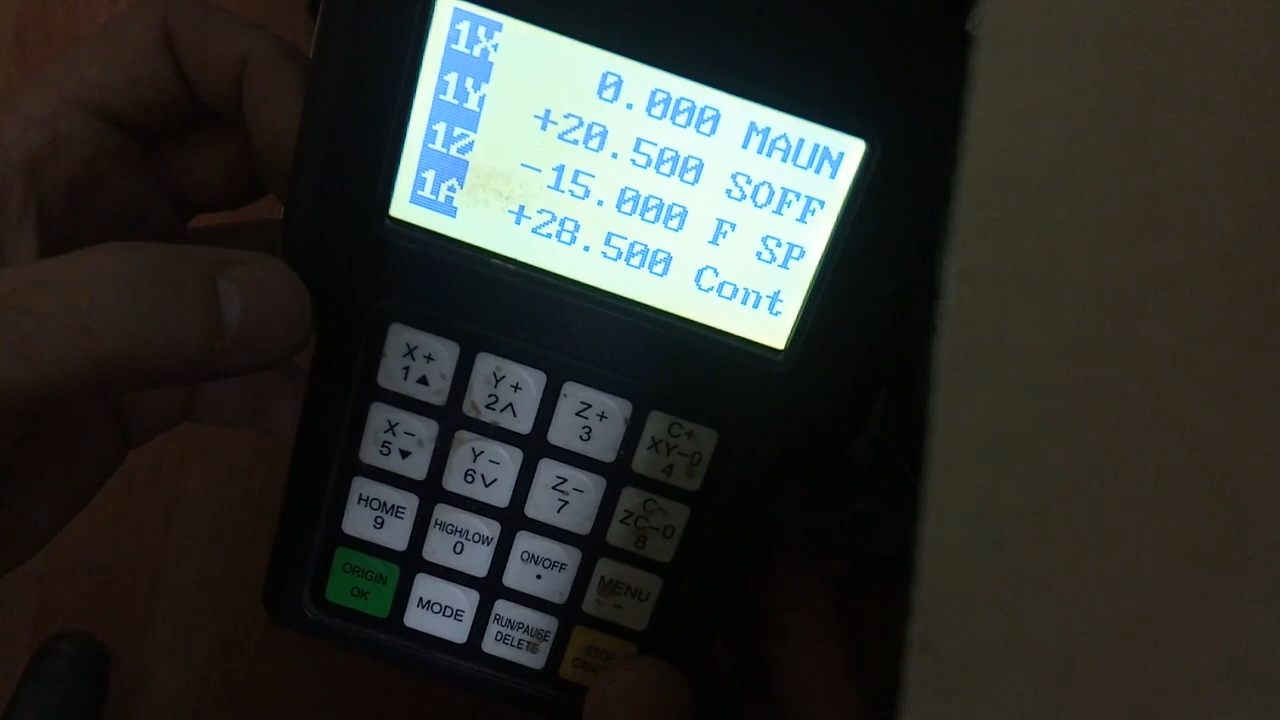 1X 0.000 MAUN
1Y +20.500 SOFF
1Z -15.000 F SP
1A +28.500 Cont
X+ 1▲
Y+ 2∧
Z+ 3
C+ XY-0 4
X- 5▼
Y- 6∨
Z- 7
C- ZC-0 8
HOME 9
HIGH/LOW 0
ON/OFF •
MENU –
ORIGIN OK
MODE
RUN/PAUSE DELETE
STOP